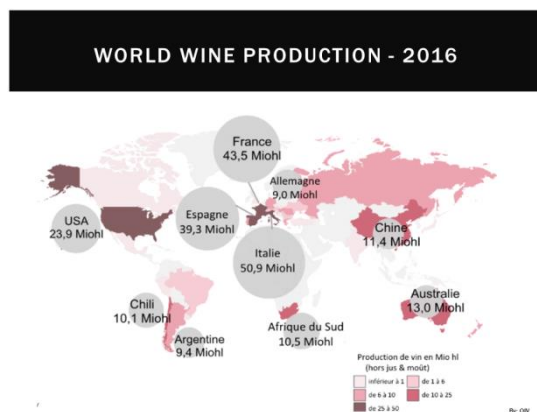 WORLD WINE PRODUCTION - 2016
France
43,5 Miohl
Allemagne
9,0 Miohl
USA
23,9 Miohl
Espagne
39,3 Miohl
Italie
50,9 Miohl
Chine
11,4 Miohl
Chili
10,1 Miohl
Argentine
9,4 Miohl
Afrique du Sud
10,5 Miohl
Australie
13,0 Miohl
Production de vin en Mio hl
(hors jus & moût)
inférieur à 1
de 1 à 6
de 6 à 10
de 10 à 25
de 25 à 50